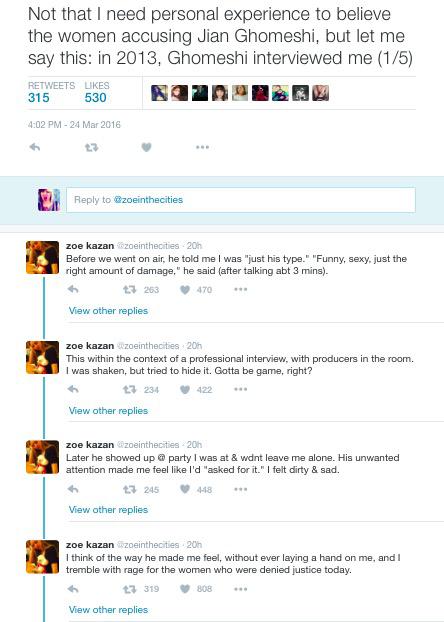 Not that I need personal experience to believe
the women accusing Jian Ghomeshi, but let me
say this: in 2013, Ghomeshi interviewed me (1/5)
RETWEETS LIKES
315 530
4:02 PM - 24 Mar 2016
Reply to @zoeinthecities
zoe kazan @zoeinthecities · 20h
Before we went on air, he told me I was "just his type." "Funny, sexy, just the
right amount of damage," he said (after talking abt 3 mins).
263 470
View other replies
zoe kazan @zoeinthecities · 20h
This within the context of a professional interview, with producers in the room.
I was shaken, but tried to hide it. Gotta be game, right?
234 422
View other replies
zoe kazan @zoeinthecities · 20h
Later he showed up @ party I was at & wdnt leave me alone. His unwanted
attention made me feel like I'd "asked for it." I felt dirty & sad.
245 448
View other replies
zoe kazan @zoeinthecities · 20h
I think of the way he made me feel, without ever laying a hand on me, and I
tremble with rage for the women who were denied justice today.
319 808
View other replies